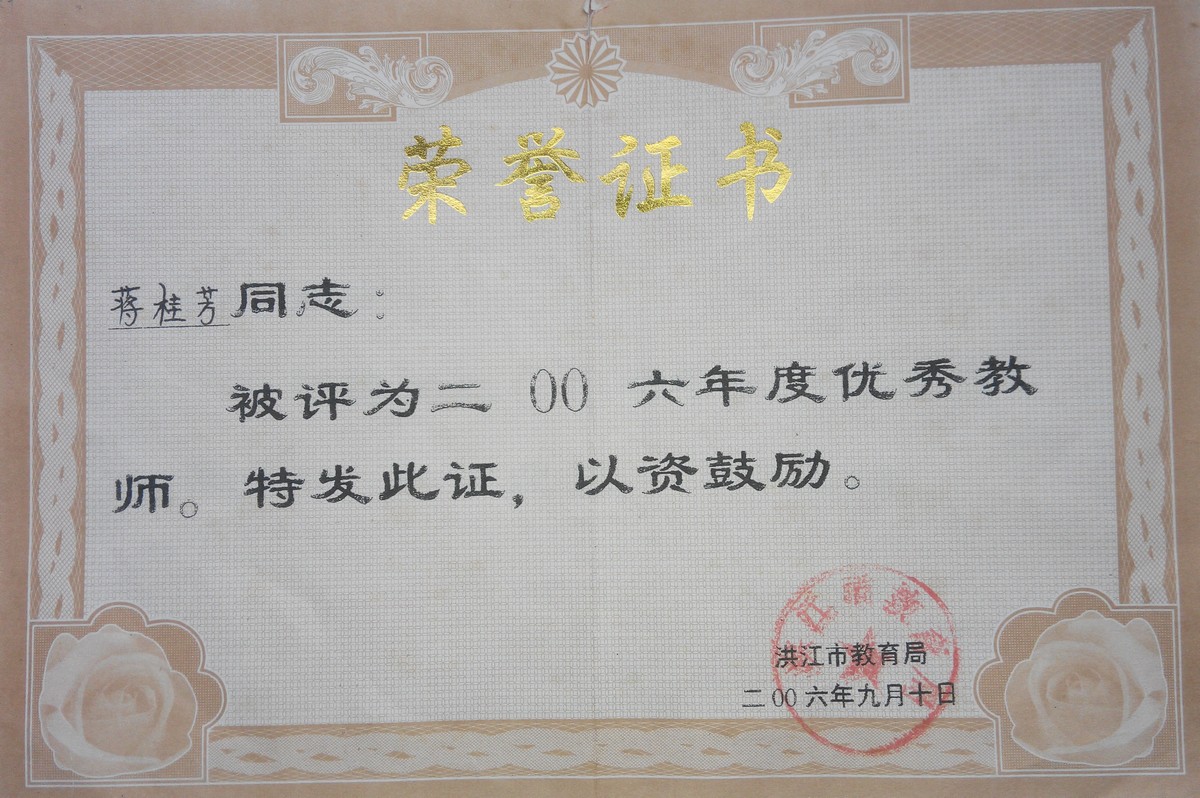 荣誉证书
蒋桂芳同志：
被评为二00六年度优秀教
师。特发此证，以资鼓励。
洪江市教育局
二00六年九月十日